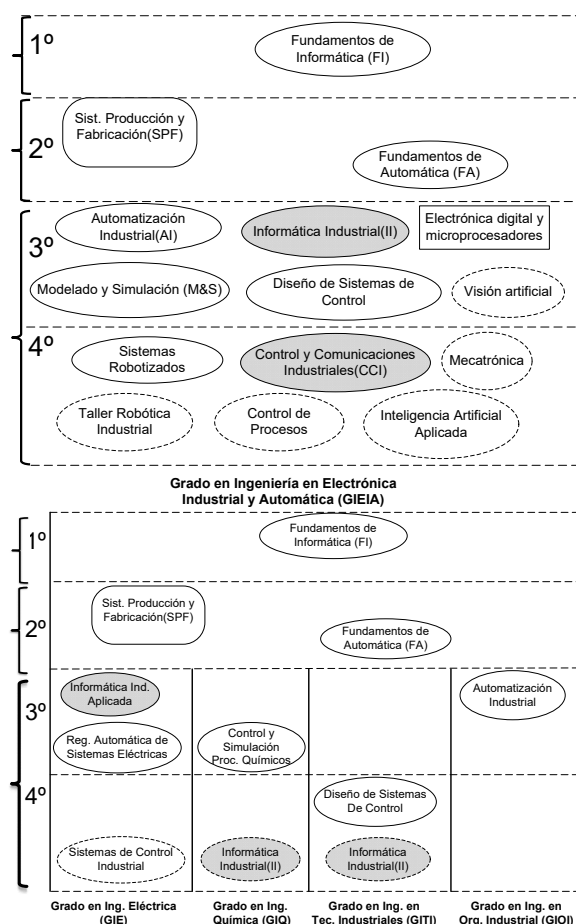 1º
Fundamentos de
Informática (FI)
2º
Sist. Producción y
Fabricación(SPF)
Fundamentos de
Automática (FA)
3º
Automatización
Industrial(AI)
Informática Industrial(II)
Electrónica digital y
microprocesadores
Modelado y Simulación (M&S)
Diseño de Sistemas de
Control
Visión artificial
4º
Sistemas
Robotizados
Control y Comunicaciones
Industriales(CCI)
Mecatrónica
Taller Robótica
Industrial
Control de
Procesos
Inteligencia Artificial
Aplicada
Grado en Ingeniería en Electrónica
Industrial y Automática (GIEIA)
1º
Fundamentos de
Informática (FI)
2º
Sist. Producción y
Fabricación(SPF)
Fundamentos de
Automática (FA)
3º
Informática Ind.
Aplicada
Automatización
Industrial
Reg. Automática de
Sistemas Eléctricas
Control y
Simulación
Proc. Químicos
4º
Diseño de Sistemas
De Control
Sistemas de Control
Industrial
Informática
Industrial(II)
Informática
Industrial(II)
Grado en Ing. Eléctrica
(GIE)
Grado en Ing.
Química (GIQ)
Grado en Ing. en
Tec. Industriales (GITI)
Grado en Ing. en
Org. Industrial (GIOI)